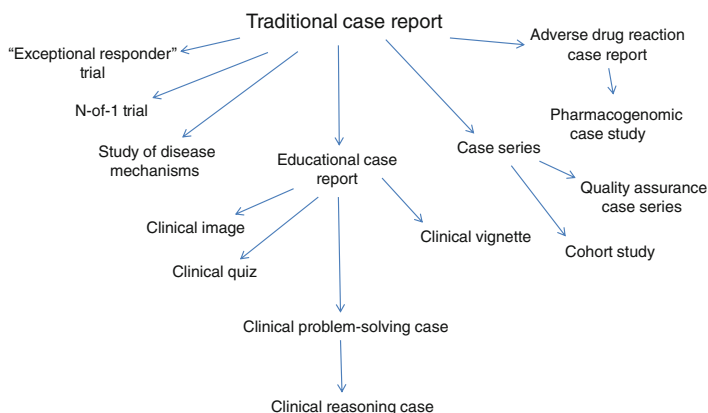 Traditional case report
“Exceptional responder”
trial
N-of-1 trial
Study of disease
mechanisms
Educational case
report
Case series
Adverse drug reaction
case report
Pharmacogenomic
case study
Quality assurance
case series
Cohort study
Clinical image
Clinical quiz
Clinical vignette
Clinical problem-solving case
Clinical reasoning case